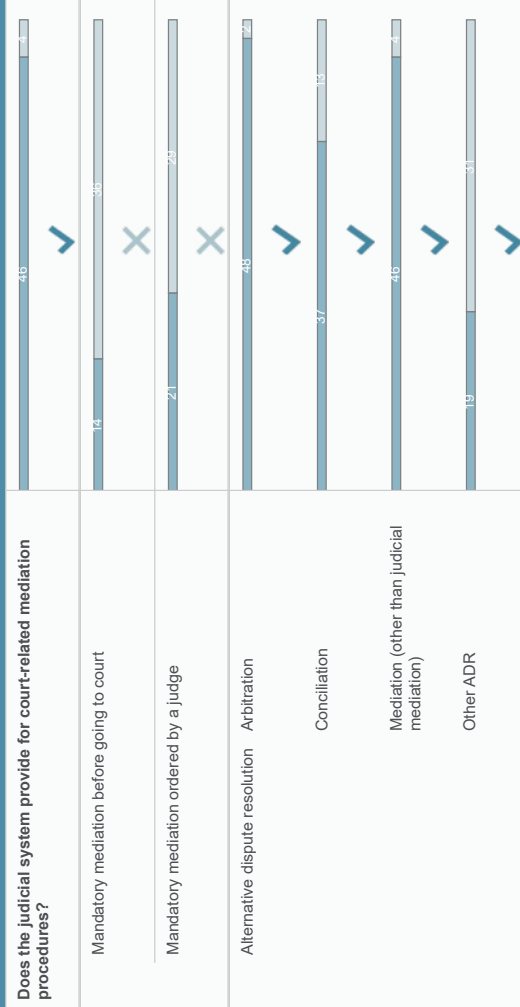 Does the judicial system provide for court-related mediation
procedures?
46
4
Mandatory mediation before going to court
14
36
Mandatory mediation ordered by a judge
21
29
Alternative dispute resolution
Arbitration
48
2
Conciliation
37
13
Mediation (other than judicial
mediation)
46
4
Other ADR
19
31